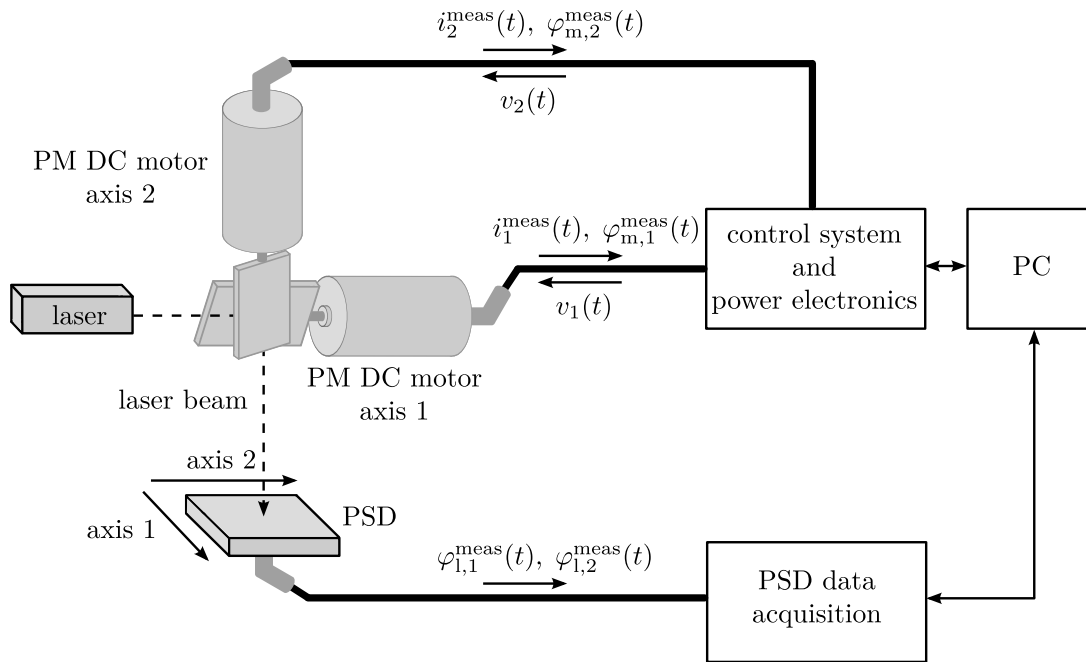 i₂^meas(t), φ_m,2^meas(t)
v₂(t)
PM DC motor
axis 2
i₁^meas(t), φ_m,1^meas(t)
v₁(t)
control system
and
power electronics
PC
laser
PM DC motor
axis 1
laser beam
axis 2
axis 1
PSD
φ_l,1^meas(t), φ_l,2^meas(t)
PSD data
acquisition